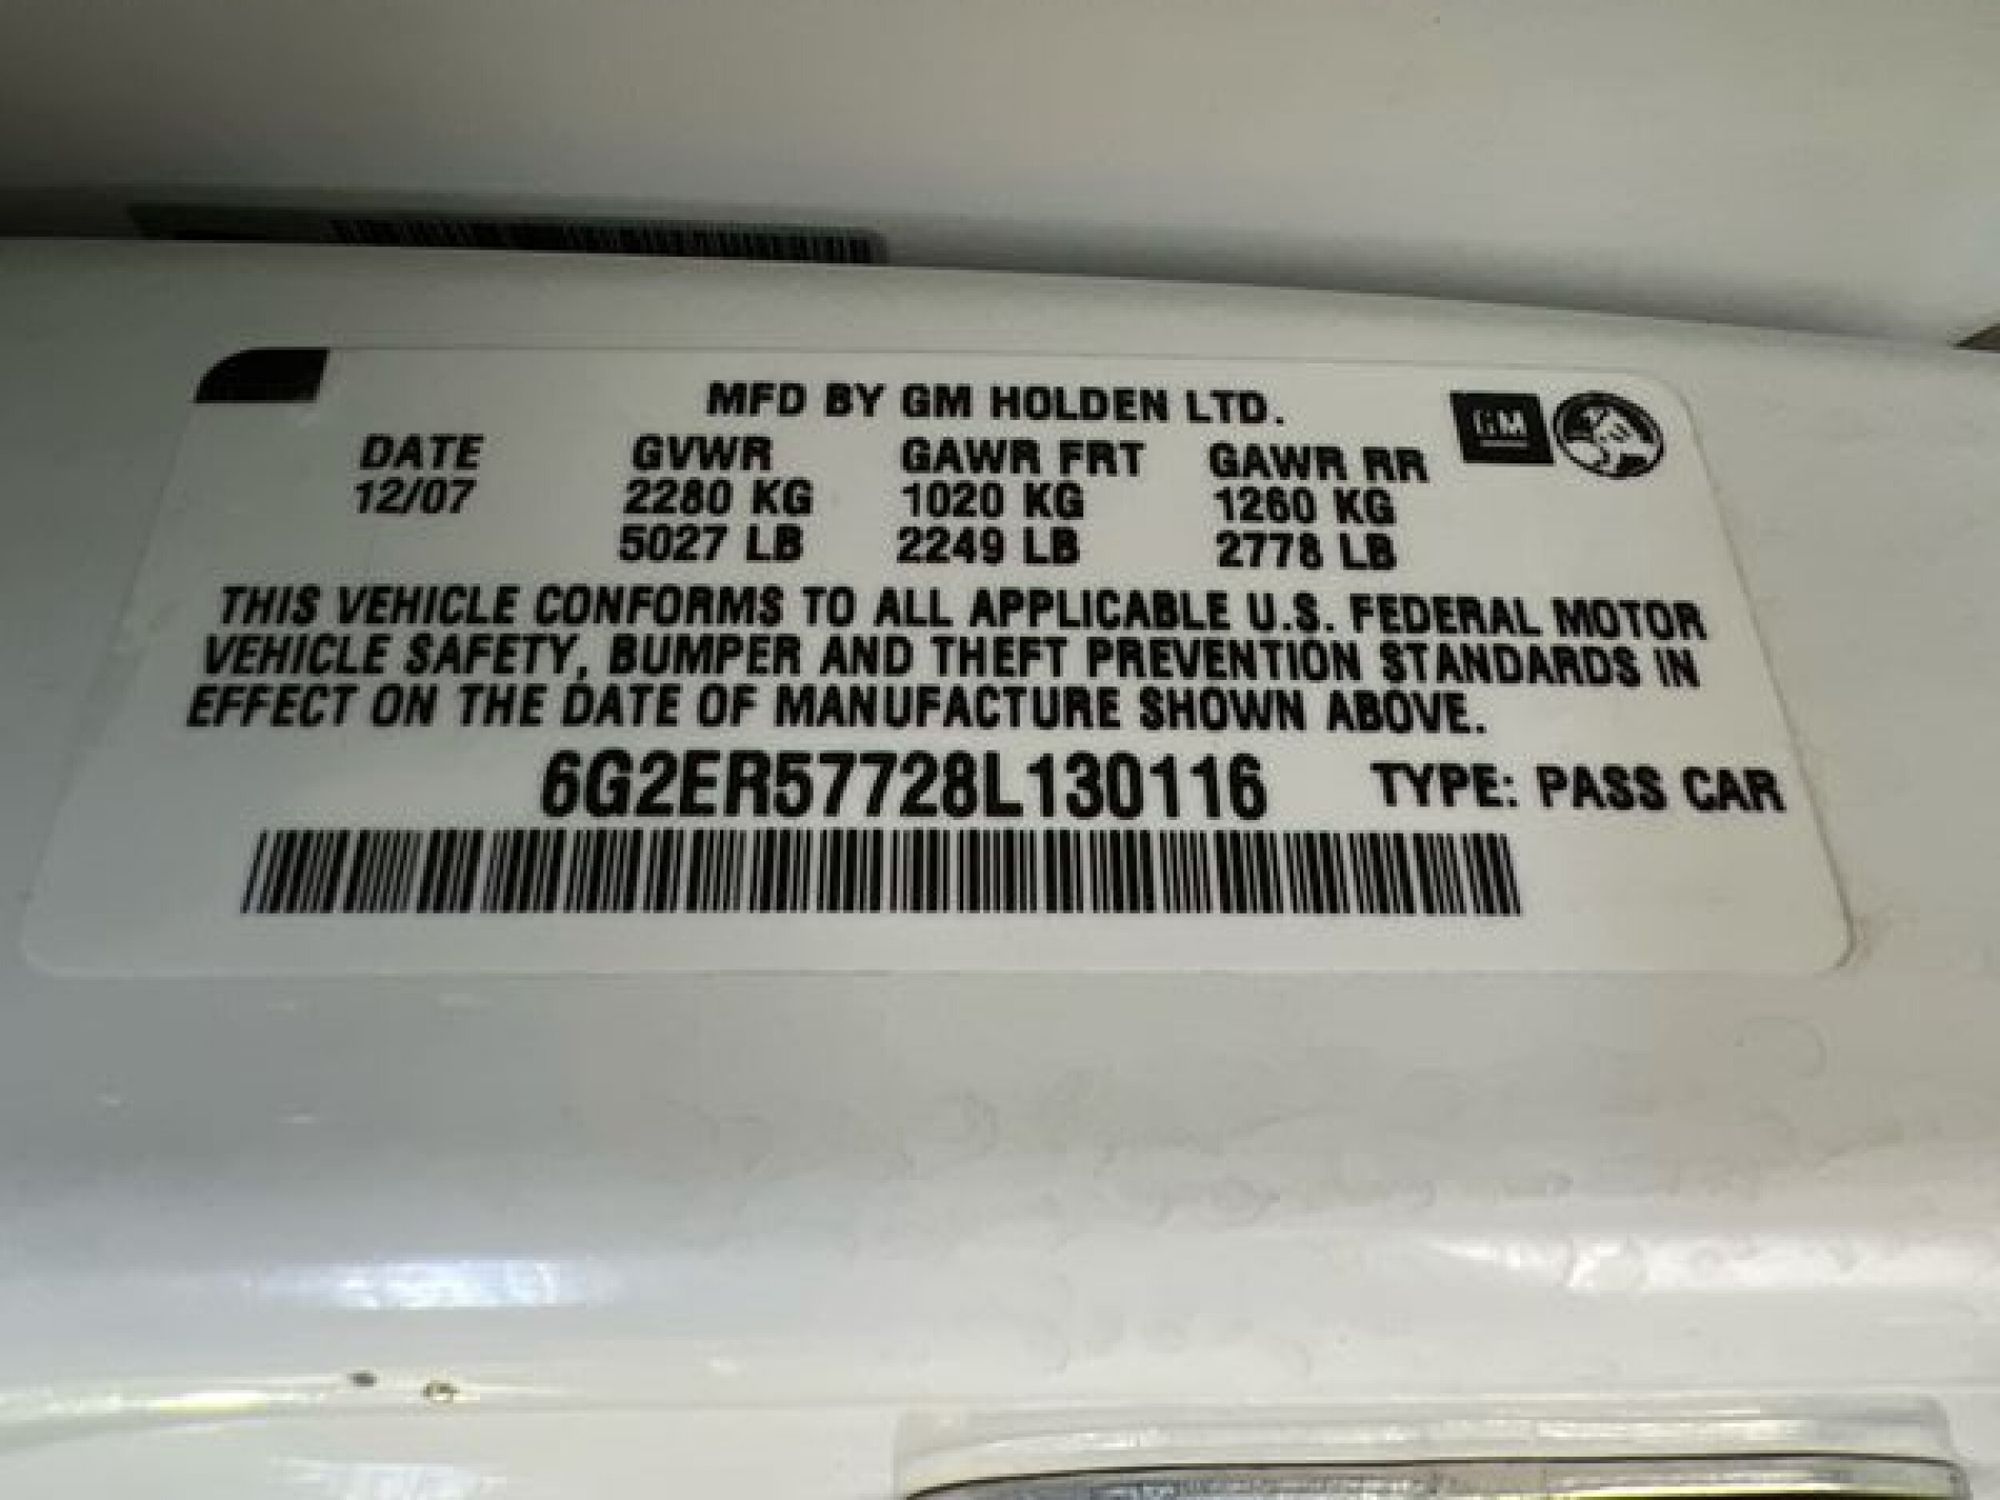 MFD BY GM HOLDEN LTD.
GM
DATE GVWR GAWR FRT GAWR RR
12/07 2280 KG 1020 KG 1260 KG
5027 LB 2249 LB 2778 LB
THIS VEHICLE CONFORMS TO ALL APPLICABLE U.S. FEDERAL MOTOR
VEHICLE SAFETY, BUMPER AND THEFT PREVENTION STANDARDS IN
EFFECT ON THE DATE OF MANUFACTURE SHOWN ABOVE.
6G2ER57728L130116 TYPE: PASS CAR